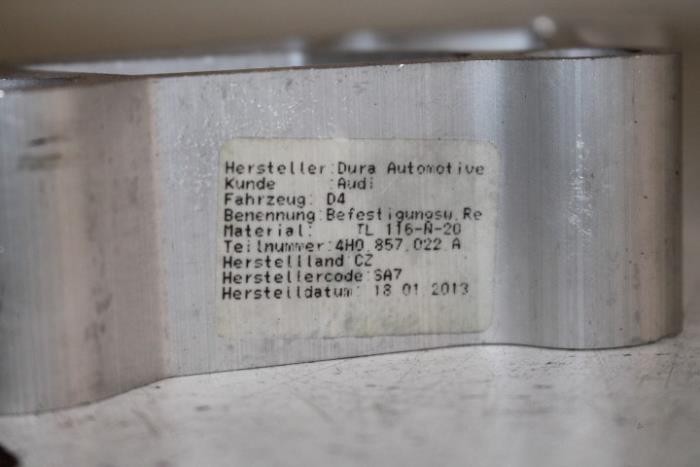 Hersteller:Dura Automotive
Kunde :Audi
Fahrzeug: D4
Benennung:Befestigungsw.Re
Material: TL 116-A-20
Teilnummer:4H0.857.022.A
Herstelland:CZ
Herstellercode:SA7
Herstelldatum: 18.01.2013